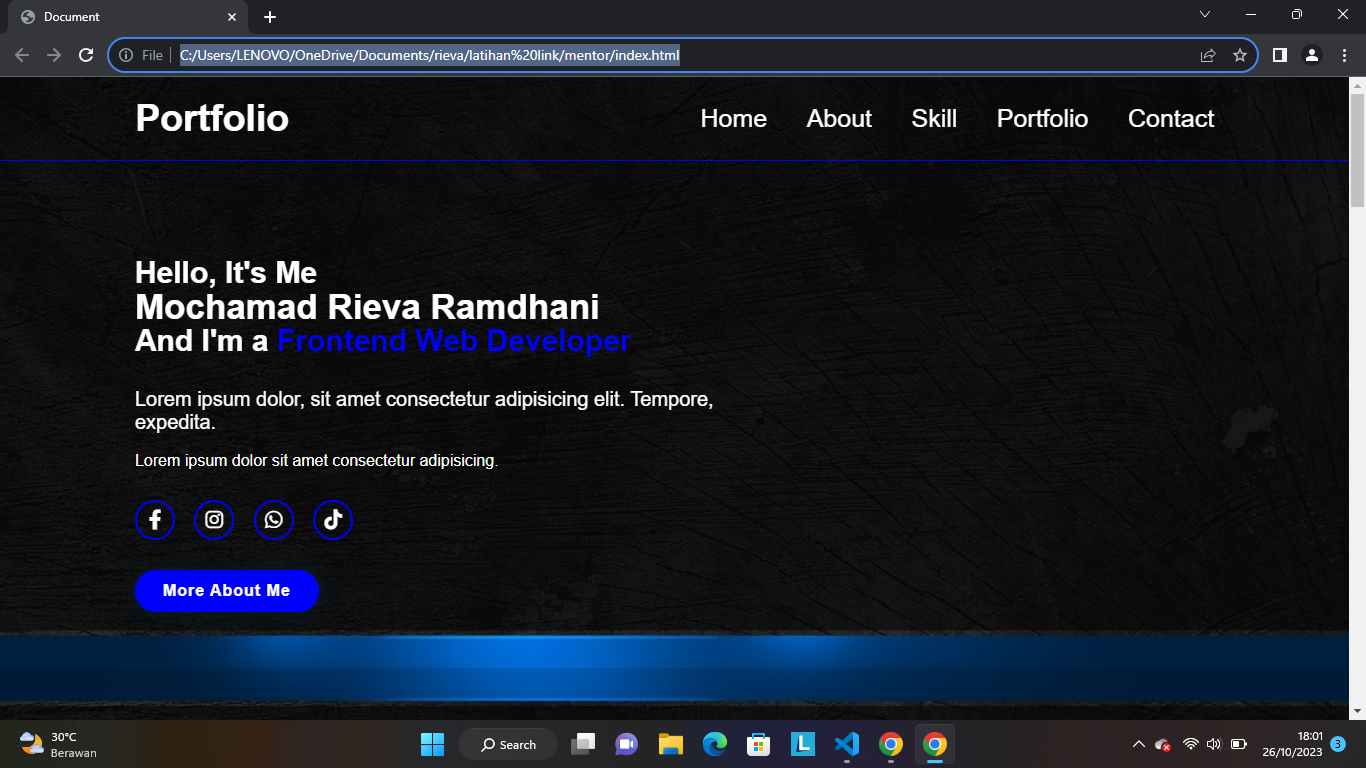 Document
File
C:/Users/LENOVO/OneDrive/Documents/rieva/latihan%20link/mentor/index.html
Portfolio
Home About Skill Portfolio Contact
Hello, It's Me
Mochamad Rieva Ramdhani
And I'm a Frontend Web Developer
Lorem ipsum dolor, sit amet consectetur adipisicing elit. Tempore,
expedita.
Lorem ipsum dolor sit amet consectetur adipisicing.
More About Me
30°C
Berawan
Search
L
18:01
26/10/2023
3